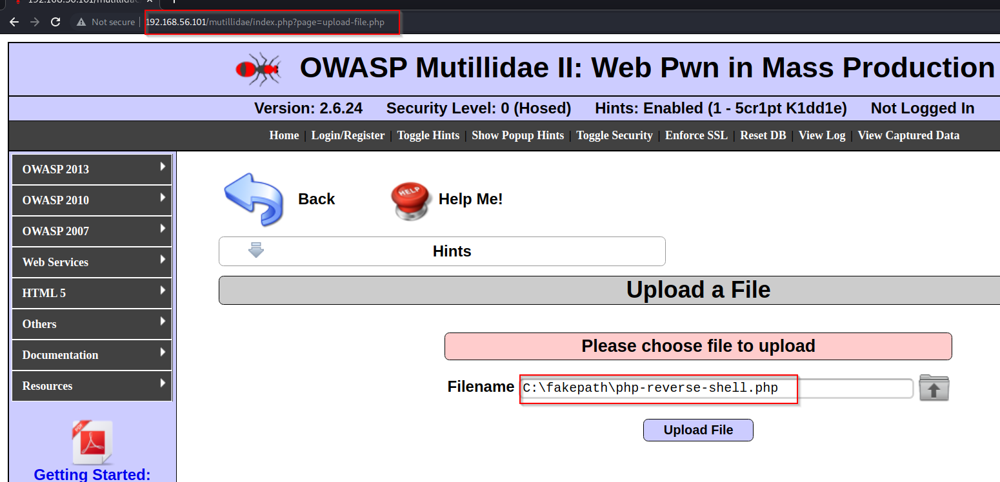 192.168.56.101/mutillidae
Not secure
192.168.56.101/mutillidae/index.php?page=upload-file.php
OWASP Mutillidae II: Web Pwn in Mass Production
Version: 2.6.24 Security Level: 0 (Hosed) Hints: Enabled (1 - 5cr1pt K1dd1e) Not Logged In
Home | Login/Register | Toggle Hints | Show Popup Hints | Toggle Security | Enforce SSL | Reset DB | View Log | View Captured Data
OWASP 2013
OWASP 2010
OWASP 2007
Web Services
HTML 5
Others
Documentation
Resources
PDF
Getting Started:
Back
HELP
Help Me!
Hints
Upload a File
Please choose file to upload
Filename C:\fakepath\php-reverse-shell.php
Upload File